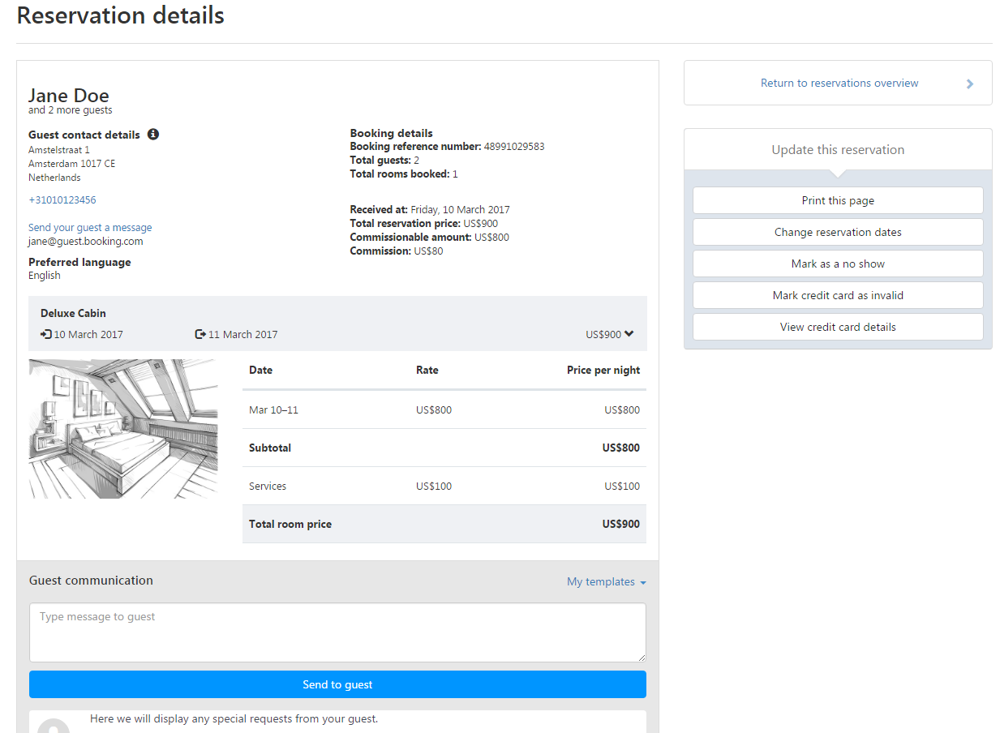 Reservation details
Jane Doe
and 2 more guests
Guest contact details
Amstelstraat 1
Amsterdam 1017 CE
Netherlands
+31010123456
Send your guest a message
jane@guest.booking.com
Preferred language
English
Booking details
Booking reference number: 48991029583
Total guests: 2
Total rooms booked: 1
Received at: Friday, 10 March 2017
Total reservation price: US$900
Commissionable amount: US$800
Commission: US$80
Deluxe Cabin
10 March 2017 11 March 2017 US$900
Date Rate Price per night
Mar 10–11 US$800 US$800
Subtotal US$800
Services US$100 US$100
Total room price US$900
Guest communication My templates
Type message to guest
Send to guest
Here we will display any special requests from your guest.
Return to reservations overview
Update this reservation
Print this page
Change reservation dates
Mark as a no show
Mark credit card as invalid
View credit card details